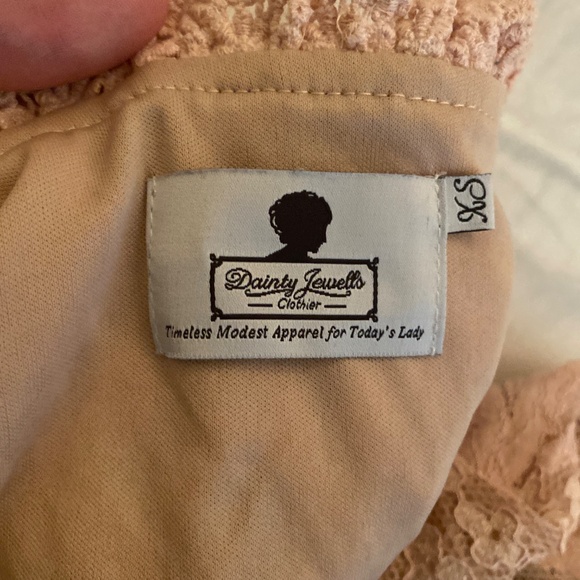 Dainty Jewells
Clothier
Timeless Modest Apparel for Today's Lady
XS